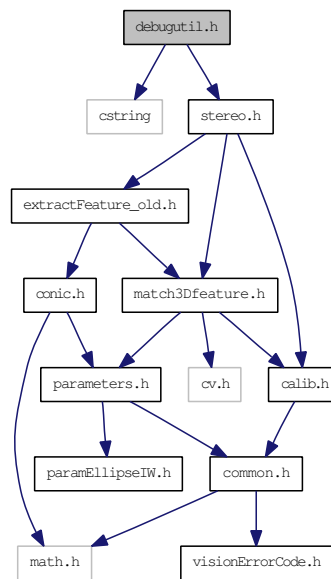 debugutil.h
cstring
stereo.h
extractFeature_old.h
conic.h
match3Dfeature.h
parameters.h
cv.h
calib.h
paramEllipseIW.h
common.h
math.h
visionErrorCode.h